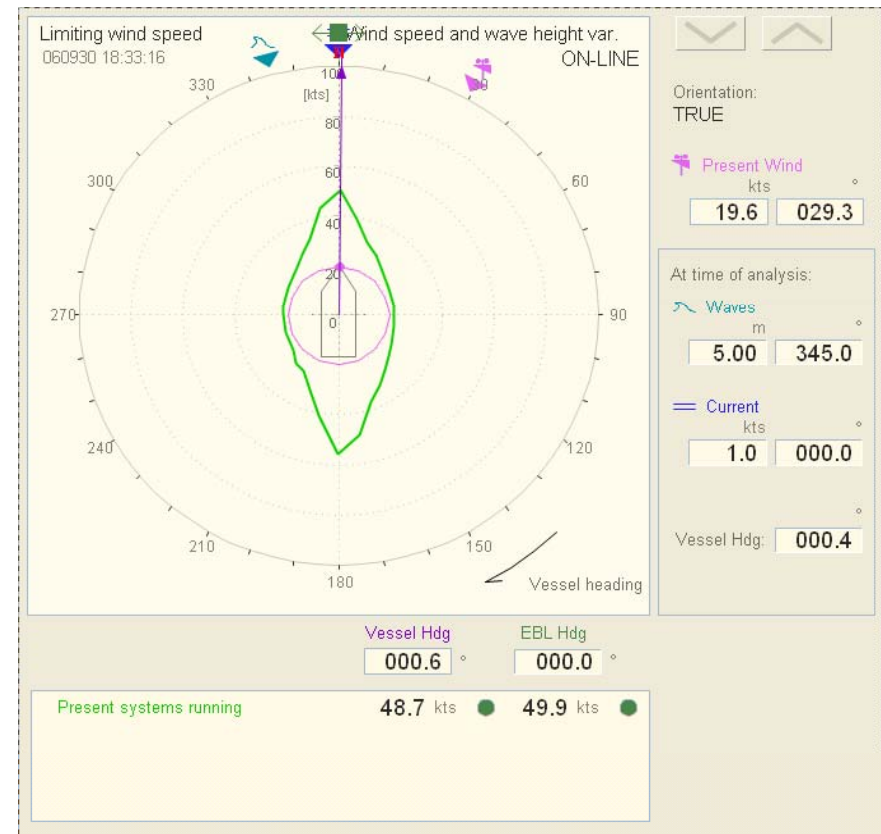 Limiting wind speed
Wind speed and wave height var.
060930 18:33:16
ON-LINE
330
100
[kts]
30
80
300
60
60
40
20
270
0
90
240
120
210
150
180
Vessel heading
Orientation:
TRUE
Present Wind
kts °
19.6 029.3
At time of analysis:
Waves
m °
5.00 345.0
Current
kts °
1.0 000.0
°
Vessel Hdg: 000.4
Vessel Hdg EBL Hdg
000.6 ° 000.0 °
Present systems running 48.7 kts 49.9 kts